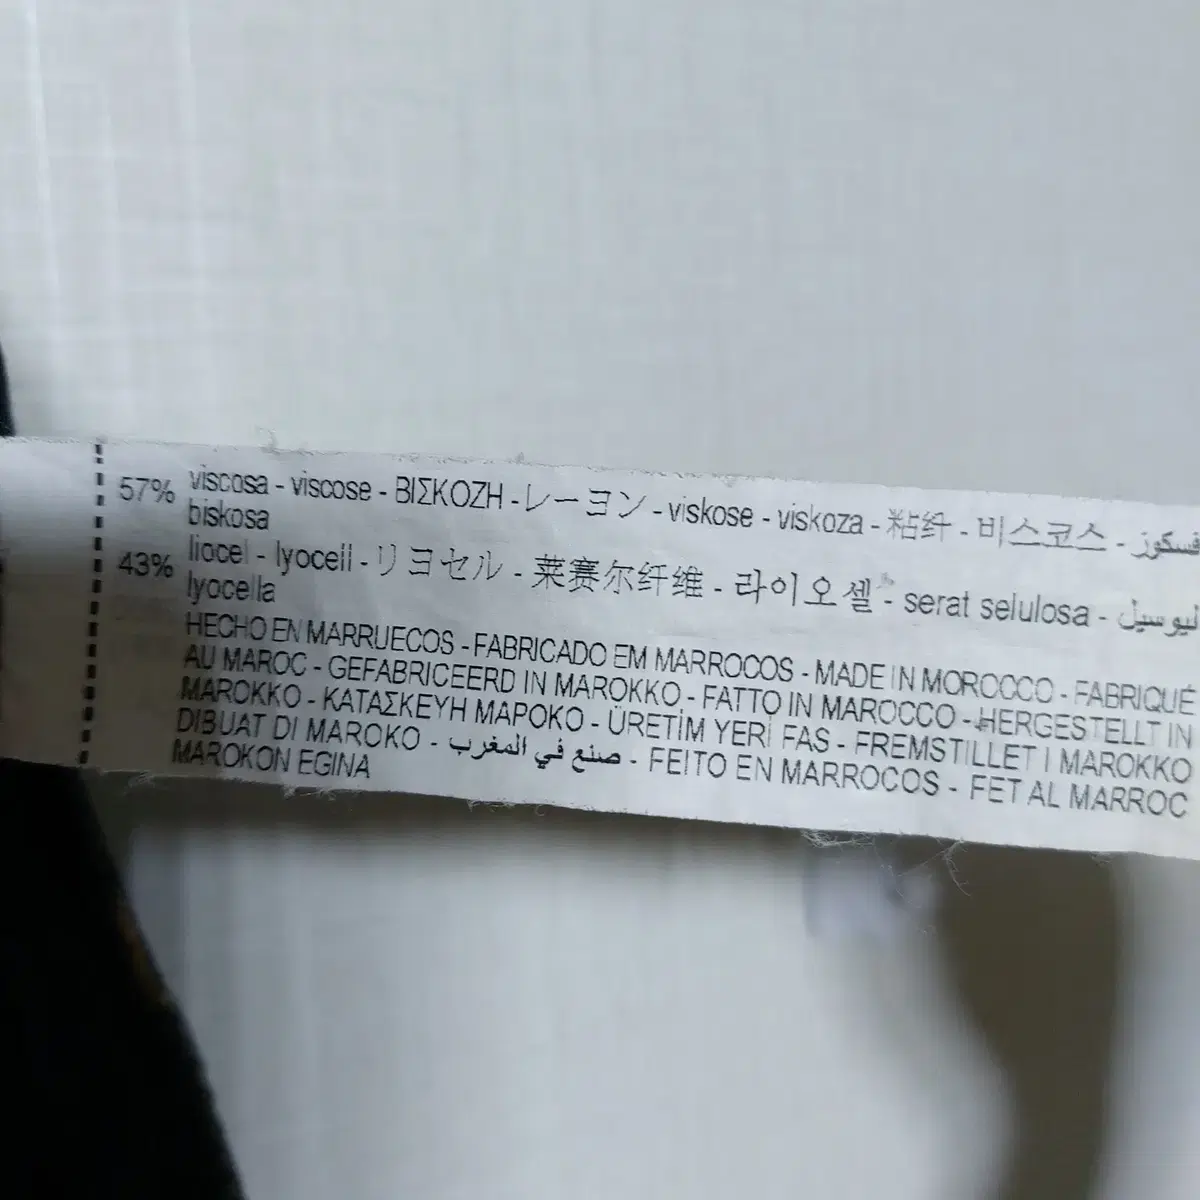 57% viscosa - viscose - ΒΙΣΚΟΖΗ - レーヨン - viskose - viskoza - 粘纤 - 비스코스 - فسكوز
biskosa
43% liocel - lyocell - リヨセル - 莱赛尔纤维 - 라이오셀 - serat selulosa - ليوسيل
lyocella
HECHO EN MARRUECOS - FABRICADO EM MARROCOS - MADE IN MOROCCO - FABRIQUÉ
AU MAROC - GEFABRICEERD IN MAROKKO - FATTO IN MAROCCO - HERGESTELLT IN
MAROKKO - ΚΑΤΑΣΚΕΥΗ ΜΑΡΟΚΟ - ÜRETİM YERİ FAS - FREMSTILLET I MAROKKO
DIBUAT DI MAROKO - صنع في المغرب - FEITO EN MARROCOS - FET AL MARROC
MAROKON EGINA